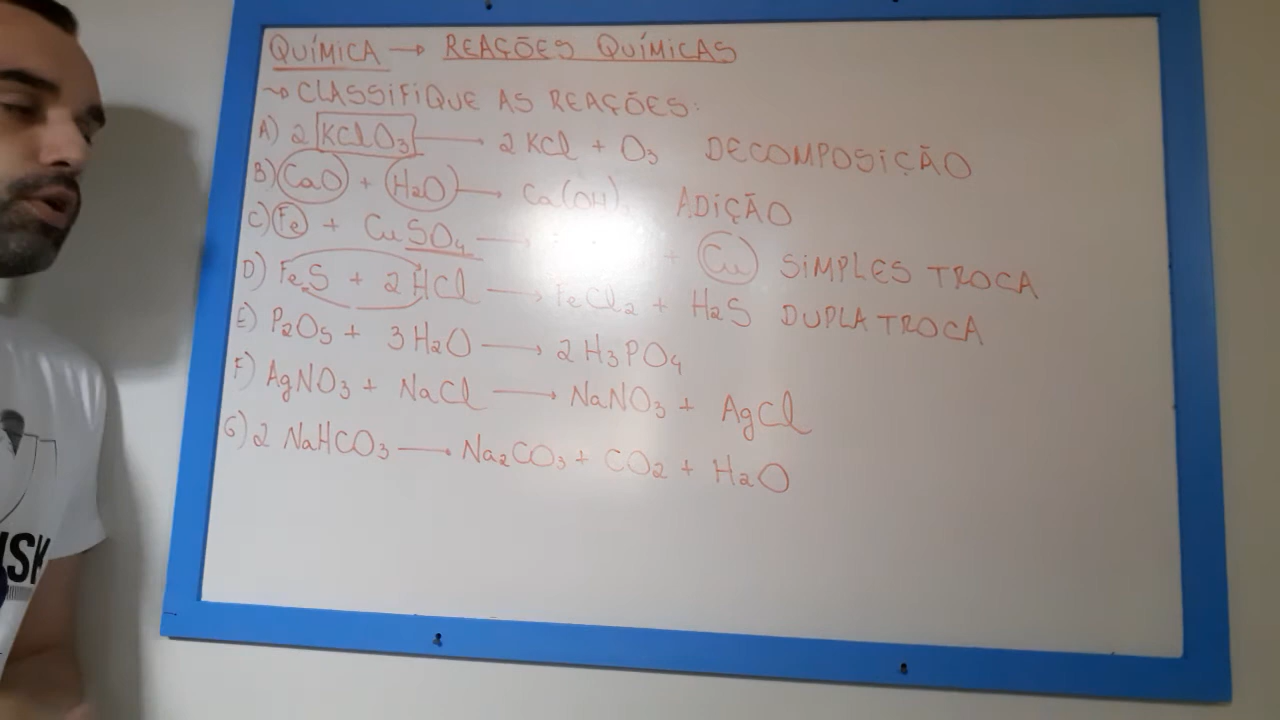 QUÍMICA → REAÇÕES QUÍMICAS
→ CLASSIFIQUE AS REAÇÕES:
A) 2 KClO3 → 2 KCl + O3 DECOMPOSIÇÃO
B) CaO + H2O → Ca(OH) ADIÇÃO
C) Fe + CuSO4 → + Cu SIMPLES TROCA
D) FeS + 2 HCl → FeCl2 + H2S DUPLA TROCA
E) P2O5 + 3 H2O → 2 H3PO4
F) AgNO3 + NaCl → NaNO3 + AgCl
G) 2 NaHCO3 → Na2CO3 + CO2 + H2O